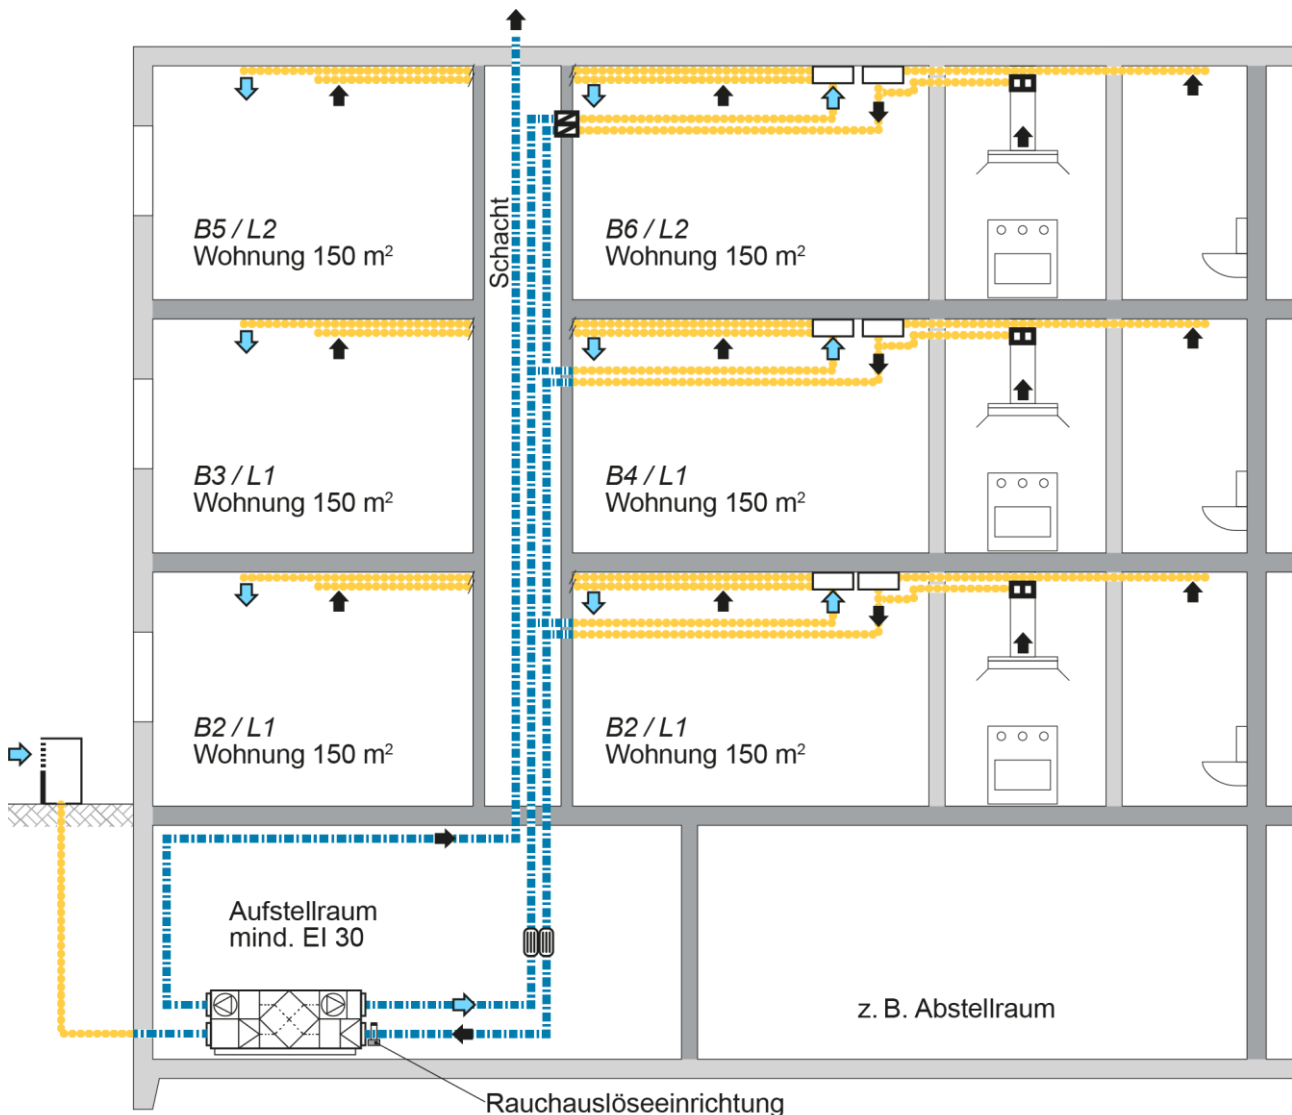 Schacht
B5 / L2
Wohnung 150 m²
B6 / L2
Wohnung 150 m²
B3 / L1
Wohnung 150 m²
B4 / L1
Wohnung 150 m²
B2 / L1
Wohnung 150 m²
B2 / L1
Wohnung 150 m²
Aufstellraum
mind. EI 30
z. B. Abstellraum
Rauchauslöseeinrichtung